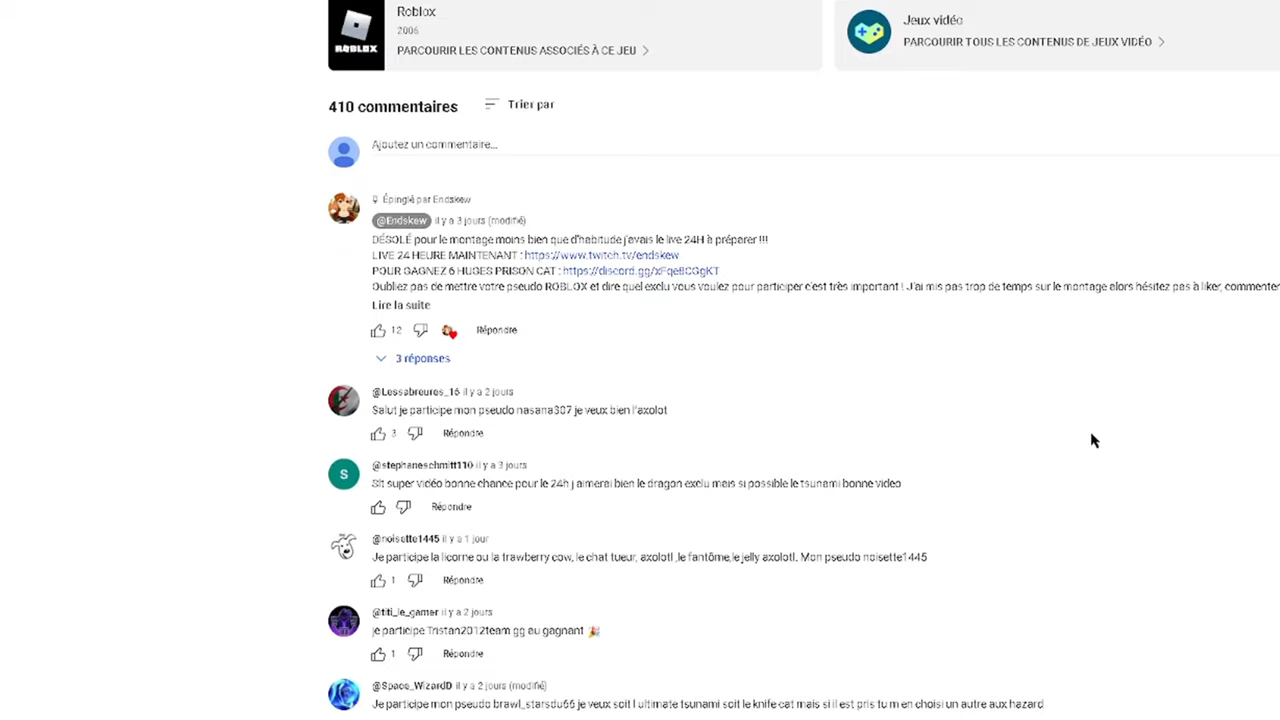 Roblox
2006
PARCOURIR LES CONTENUS ASSOCIÉS À CE JEU
ROBLOX
Jeux vidéo
PARCOURIR TOUS LES CONTENUS DE JEUX VIDÉO
410 commentaires
Trier par
Ajoutez un commentaire...
Épinglé par Endskew
@Endskew il y a 3 jours (modifié)
DÉSOLÉ pour le montage moins bien que d'habitude j'avais le live 24H à préparer !!!
LIVE 24 HEURE MAINTENANT : https://www.twitch.tv/endskew
POUR GAGNEZ 6 HUGES PRISON CAT : https://discord.gg/xFqe8CGgKT
Oubliez pas de mettre votre pseudo ROBLOX et dire quel exclu vous voulez pour participer c'est très important ! J'ai mis pas trop de temps sur le montage alors hésitez pas à liker, commenter
Lire la suite
12 Répondre
3 réponses
@Lessabreures_16 il y a 2 jours
Salut je participe mon pseudo nasana307 je veux bien l'axolot
3 Répondre
S
@stephaneschmitt110 il y a 3 jours
Slt super vidéo bonne chance pour le 24h j aimerai bien le dragon exclu mais si possible le tsunami bonne video
Répondre
@noisette1445 il y a 1 jour
Je participe la licorne ou la frawberry cow, le chat tueur, axolotl ,le fantôme,le jelly axolotl. Mon pseudo noisette1445
1 Répondre
@titi_le_gamer il y a 2 jours
je participe Tristan2012team gg au gagnant 🎉
1 Répondre
@Space_WizardD il y a 2 jours (modifié)
Je participe mon pseudo brawl_starsdu66 je veux soit l ultimate tsunami soit le knife cat mais si il est pris tu m en choisi un autre aux hazard